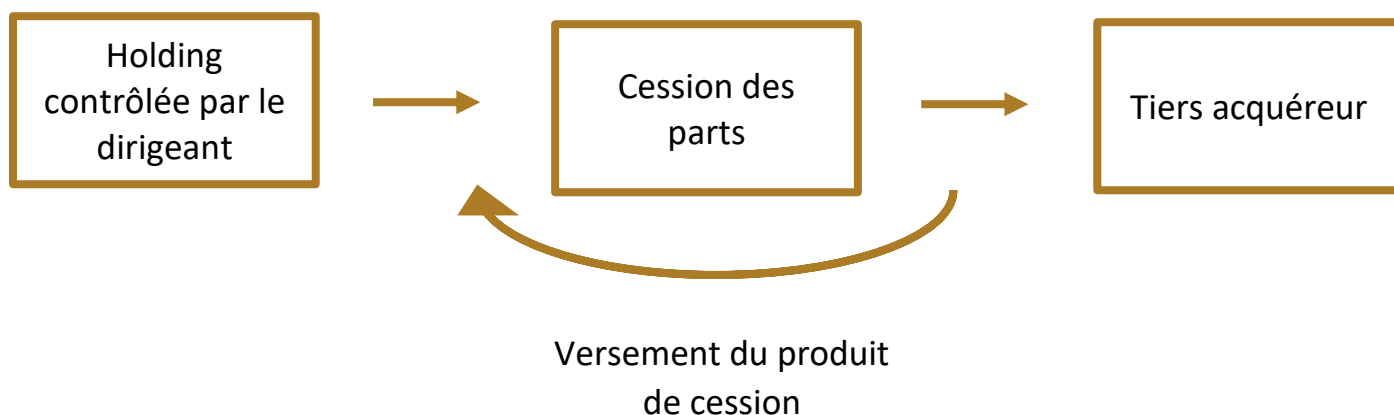 Holding
contrôlée par le
dirigeant
Cession des
parts
Tiers acquéreur
Versement du produit
de cession